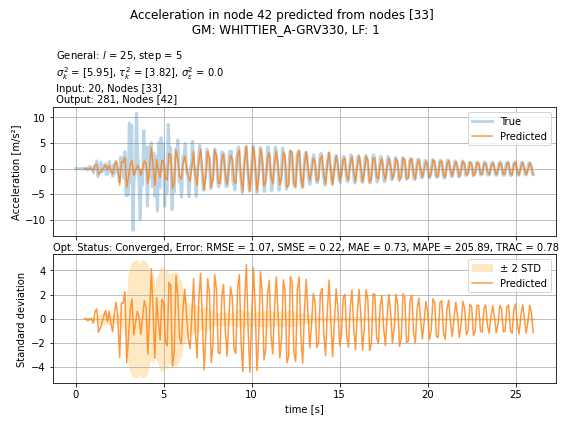 Acceleration in node 42 predicted from nodes [33]
GM: WHITTIER_A-GRV330, LF: 1
General: l = 25, step = 5
σ²ₖ = [5.95], τ²ₖ = [3.82], σ²ε = 0.0
Input: 20, Nodes [33]
Output: 281, Nodes [42]
10
5
0
−5
−10
Acceleration [m/s²]
True
Predicted
Opt. Status: Converged, Error: RMSE = 1.07, SMSE = 0.22, MAE = 0.73, MAPE = 205.89, TRAC = 0.78
4
2
0
−2
−4
Standard deviation
± 2 STD
Predicted
0 5 10 15 20 25
time [s]